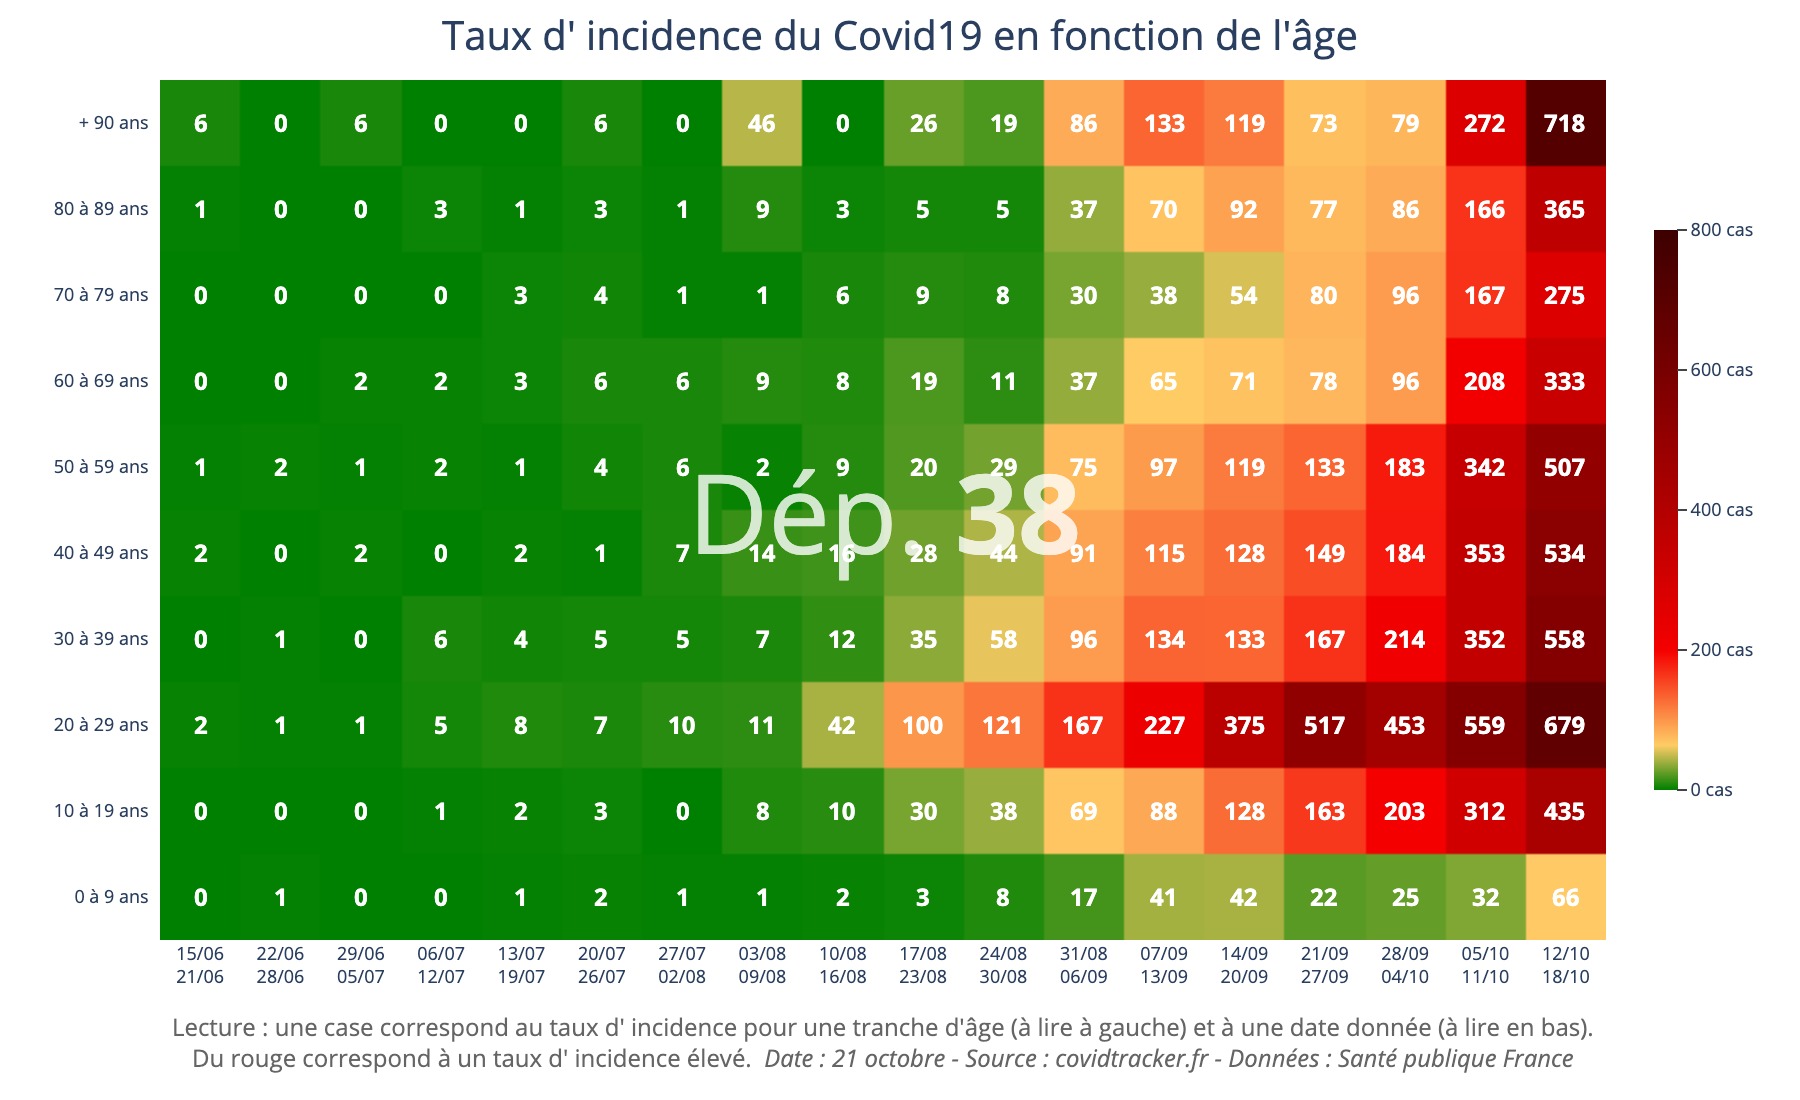 Taux d' incidence du Covid19 en fonction de l'âge
+ 90 ans 6 0 6 0 0 6 0 46 0 26 19 86 133 119 73 79 272 718
80 à 89 ans 1 0 0 3 1 3 1 9 3 5 5 37 70 92 77 86 166 365
70 à 79 ans 0 0 0 0 3 4 1 1 6 9 8 30 38 54 80 96 167 275
60 à 69 ans 0 0 2 2 3 6 6 9 8 19 11 37 65 71 78 96 208 333
50 à 59 ans 1 2 1 2 1 4 6 2 9 20 29 75 97 119 133 183 342 507
Dép. 38
40 à 49 ans 2 0 2 0 2 1 7 14 16 28 44 91 115 128 149 184 353 534
30 à 39 ans 0 1 0 6 4 5 5 7 12 35 58 96 134 133 167 214 352 558
20 à 29 ans 2 1 1 5 8 7 10 11 42 100 121 167 227 375 517 453 559 679
10 à 19 ans 0 0 0 1 2 3 0 8 10 30 38 69 88 128 163 203 312 435
0 à 9 ans 0 1 0 0 1 2 1 1 2 3 8 17 41 42 22 25 32 66
15/06 22/06 29/06 06/07 13/07 20/07 27/07 03/08 10/08 17/08 24/08 31/08 07/09 14/09 21/09 28/09 05/10 12/10
21/06 28/06 05/07 12/07 19/07 26/07 02/08 09/08 16/08 23/08 30/08 06/09 13/09 20/09 27/09 04/10 11/10 18/10
800 cas
600 cas
400 cas
200 cas
0 cas
Lecture : une case correspond au taux d' incidence pour une tranche d'âge (à lire à gauche) et à une date donnée (à lire en bas).
Du rouge correspond à un taux d' incidence élevé. Date : 21 octobre - Source : covidtracker.fr - Données : Santé publique France